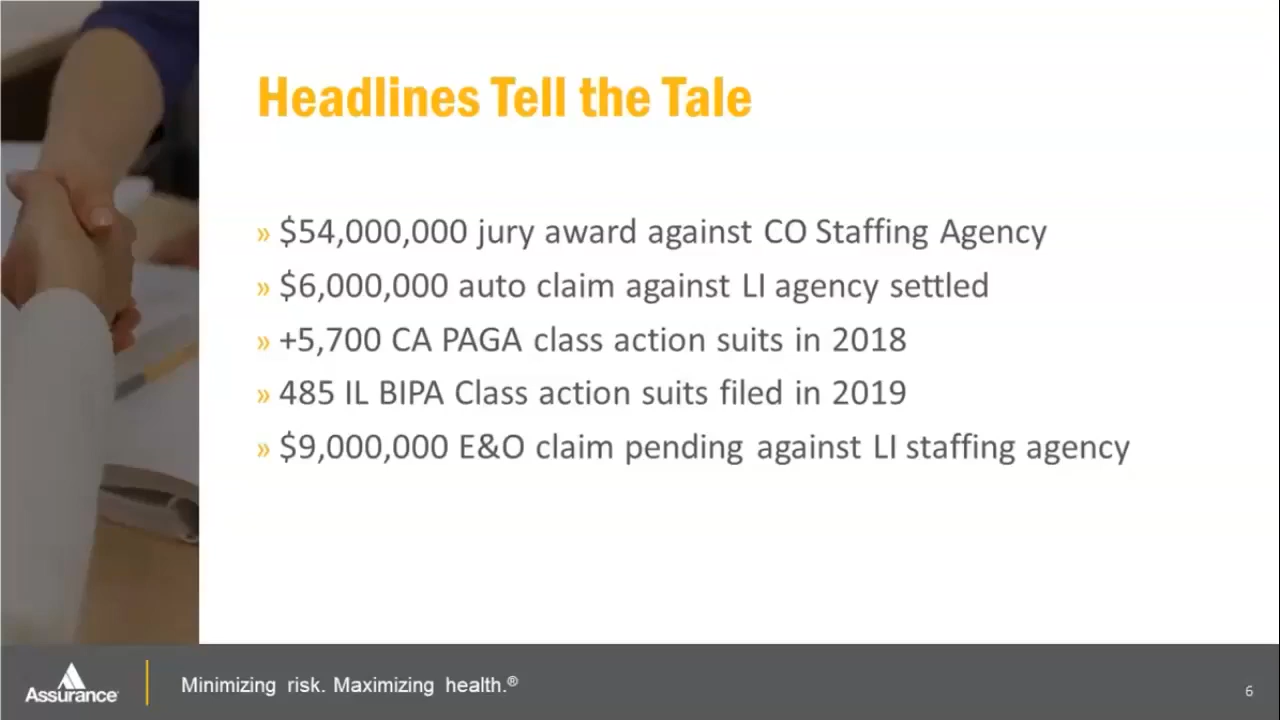 Headlines Tell the Tale
» $54,000,000 jury award against CO Staffing Agency
» $6,000,000 auto claim against LI agency settled
» +5,700 CA PAGA class action suits in 2018
» 485 IL BIPA Class action suits filed in 2019
» $9,000,000 E&O claim pending against LI staffing agency
Assurance
Minimizing risk. Maximizing health.®
6